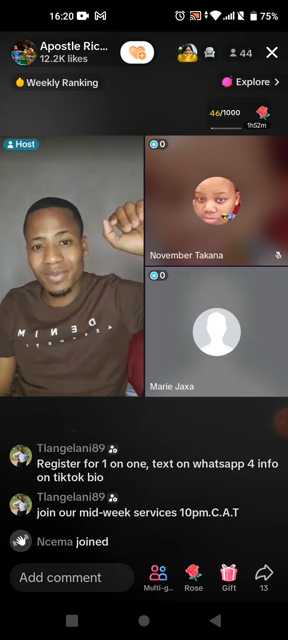 16:20
75%
Apostle Ric...
12.2K likes
44
Weekly Ranking
Explore >
46/1000
1h52m
Host
0
November Takana
0
Marie Jaxa
DENIM
Tlangelani89
Register for 1 on one, text on whatsapp 4 info
on tiktok bio
Tlangelani89
join our mid-week services 10pm.C.A.T
Ncema joined
Add comment
Multi-g...
Rose
Gift
13